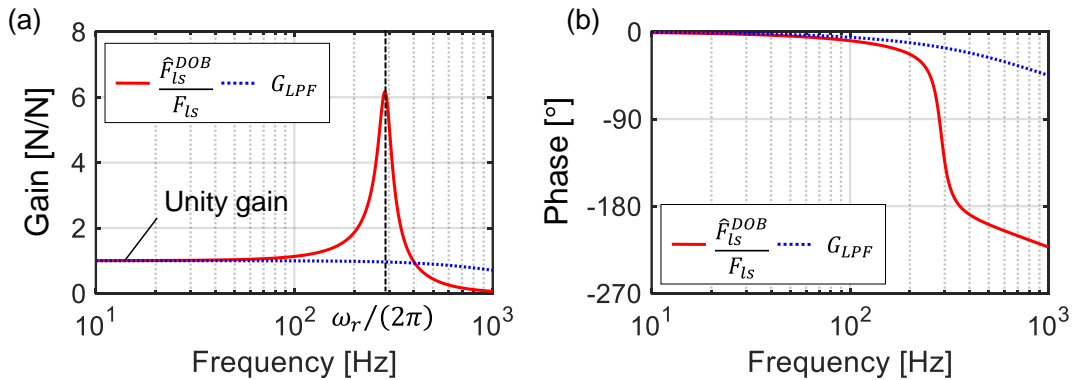 (a)
Gain [N/N]
8
6
4
2
1
0
F̂_ls^DOB / F_ls
G_LPF
Unity gain
10^1
10^2
10^3
ω_r/(2π)
Frequency [Hz]
(b)
Phase [°]
0
-90
-180
-270
F̂_ls^DOB / F_ls
G_LPF
10^1
10^2
10^3
Frequency [Hz]